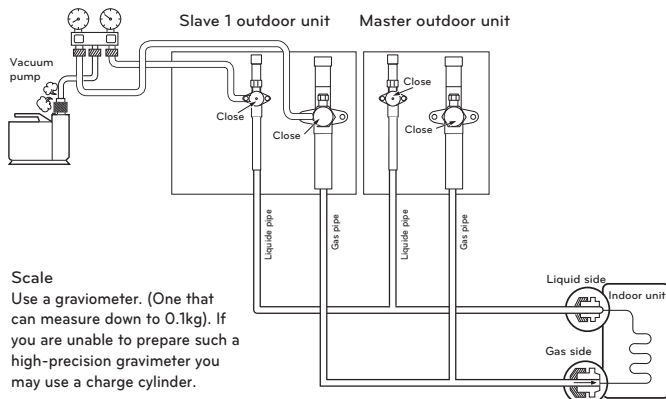 Slave 1 outdoor unit
Master outdoor unit
Vacuum
pump
Close
Close
Close
Close
Liquide pipe
Gas pipe
Liquide pipe
Gas pipe
Scale
Use a graviometer. (One that
can measure down to 0.1kg). If
you are unable to prepare such a
high-precision gravimeter you
may use a charge cylinder.
Liquid side
Indoor unit
Gas side